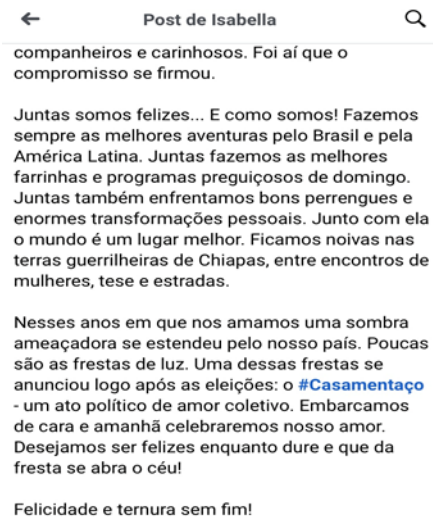 Post de Isabella
companheiros e carinhosos. Foi aí que o
compromisso se firmou.
Juntas somos felizes... E como somos! Fazemos
sempre as melhores aventuras pelo Brasil e pela
América Latina. Juntas fazemos as melhores
farrinhas e programas preguiçosos de domingo.
Juntas também enfrentamos bons perrengues e
enormes transformações pessoais. Junto com ela
o mundo é um lugar melhor. Ficamos noivas nas
terras guerrilheiras de Chiapas, entre encontros de
mulheres, tese e estradas.
Nesses anos em que nos amamos uma sombra
ameaçadora se estendeu pelo nosso país. Poucas
são as frestas de luz. Uma dessas frestas se
anunciou logo após as eleições: o #Casamentaço
- um ato político de amor coletivo. Embarcamos
de cara e amanhã celebraremos nosso amor.
Desejamos ser felizes enquanto dure e que da
fresta se abra o céu!
Felicidade e ternura sem fim!